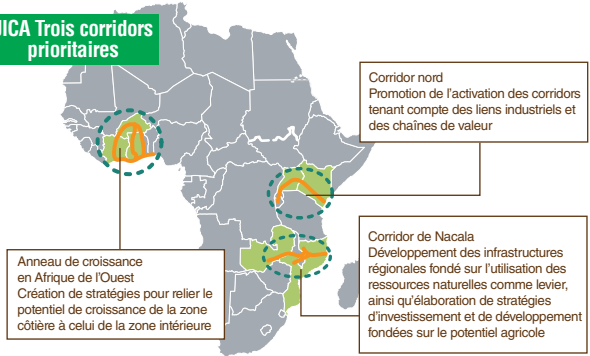 JICA Trois corridors
prioritaires
Corridor nord
Promotion de l'activation des corridors
tenant compte des liens industriels et
des chaînes de valeur
Corridor de Nacala
Développement des infrastructures
régionales fondé sur l'utilisation des
ressources naturelles comme levier,
ainsi qu'élaboration de stratégies
d'investissement et de développement
fondées sur le potentiel agricole
Anneau de croissance
en Afrique de l'Ouest
Création de stratégies pour relier le
potentiel de croissance de la zone
côtière à celui de la zone intérieure